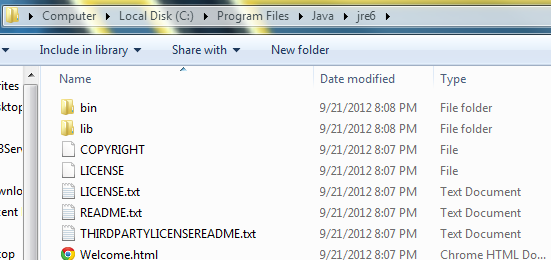 Computer Local Disk (C:) Program Files Java jre6
Include in library Share with New folder
Name Date modified Type
bin 9/21/2012 8:08 PM File folder
lib 9/21/2012 8:08 PM File folder
COPYRIGHT 9/21/2012 8:07 PM File
LICENSE 9/21/2012 8:07 PM File
LICENSE.txt 9/21/2012 8:07 PM Text Document
README.txt 9/21/2012 8:07 PM Text Document
THIRDPARTYLICENSEREADME.txt 9/21/2012 8:07 PM Text Document
Welcome.html 9/21/2012 8:07 PM Chrome HTML Do...
rites
sktop
3Serv
wnloa
cent
top